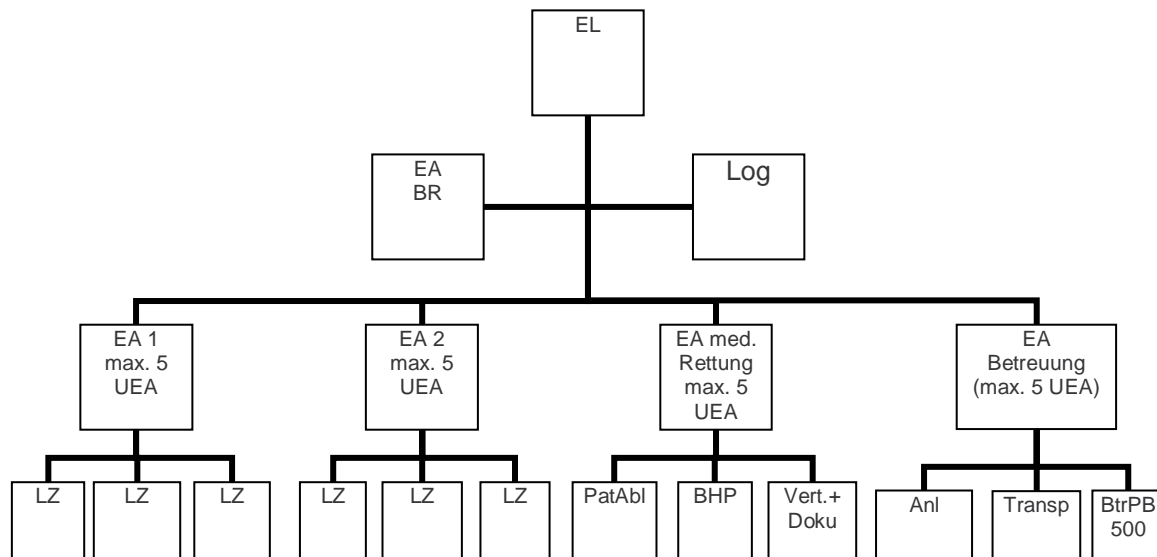 EL
EA
BR
Log
EA 1
max. 5
UEA
EA 2
max. 5
UEA
EA med.
Rettung
max. 5
UEA
EA
Betreuung
(max. 5 UEA)
LZ
LZ
LZ
LZ
LZ
LZ
PatAbl
BHP
Vert.+
Doku
Anl
Transp
BtrPB
500